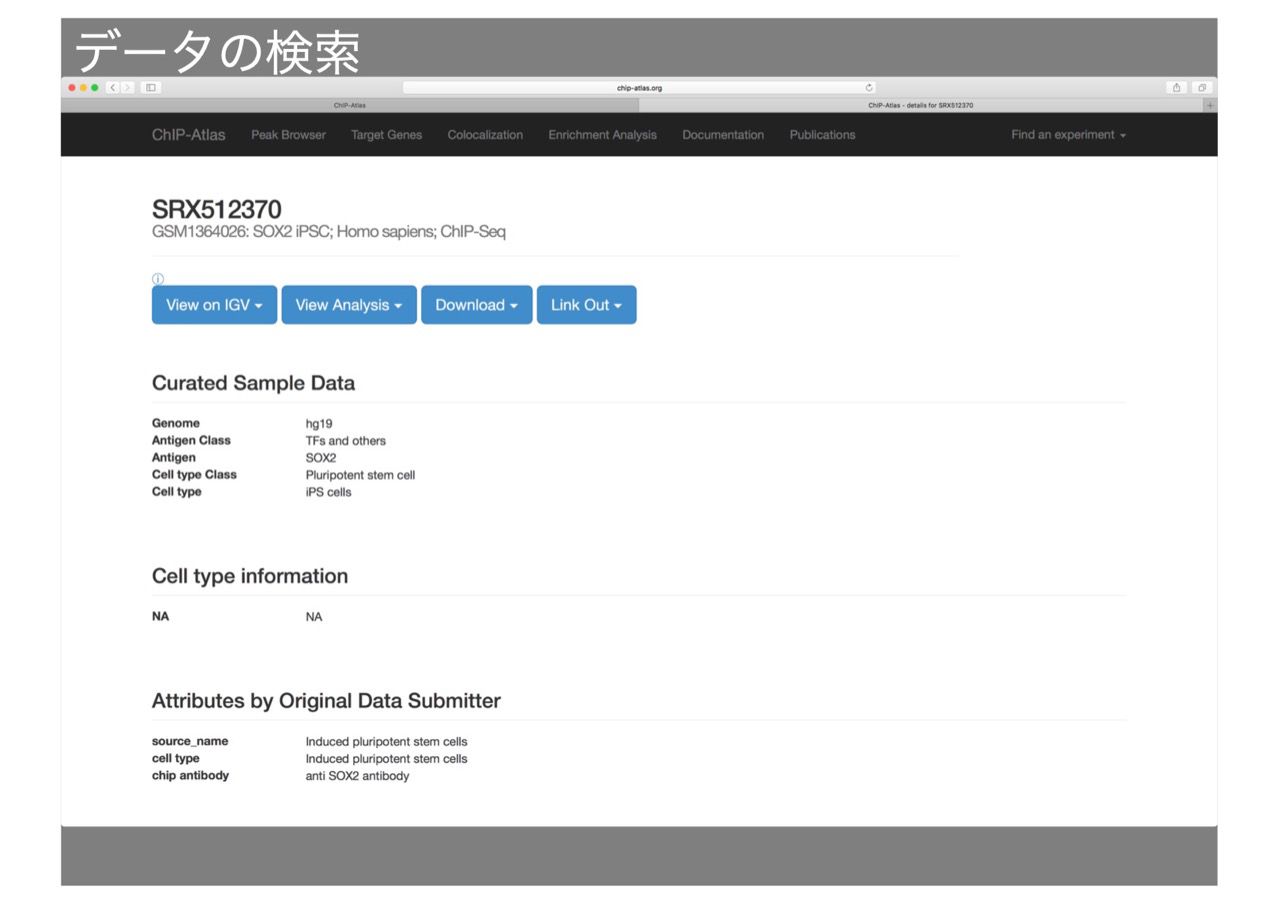 データの検索
chip-atlas.org
ChIP-Atlas
ChIP-Atlas - details for SRX512370
ChIP-Atlas Peak Browser Target Genes Colocalization Enrichment Analysis Documentation Publications Find an experiment
SRX512370
GSM1364026: SOX2 iPSC; Homo sapiens; ChIP-Seq
View on IGV View Analysis Download Link Out
Curated Sample Data
Genome hg19
Antigen Class TFs and others
Antigen SOX2
Cell type Class Pluripotent stem cell
Cell type iPS cells
Cell type information
NA NA
Attributes by Original Data Submitter
source_name Induced pluripotent stem cells
cell type Induced pluripotent stem cells
chip antibody anti SOX2 antibody